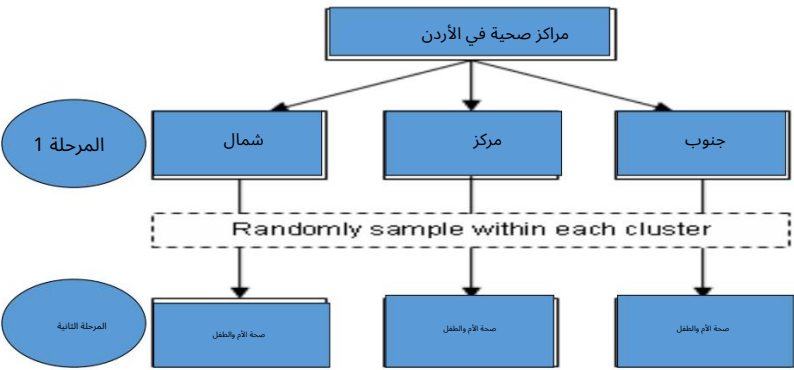 مراكز صحية في الأردن
المرحلة 1
شمال
مركز
جنوب
Randomly sample within each cluster
المرحلة الثانية
صحة الأم والطفل
صحة الأم والطفل
صحة الأم والطفل